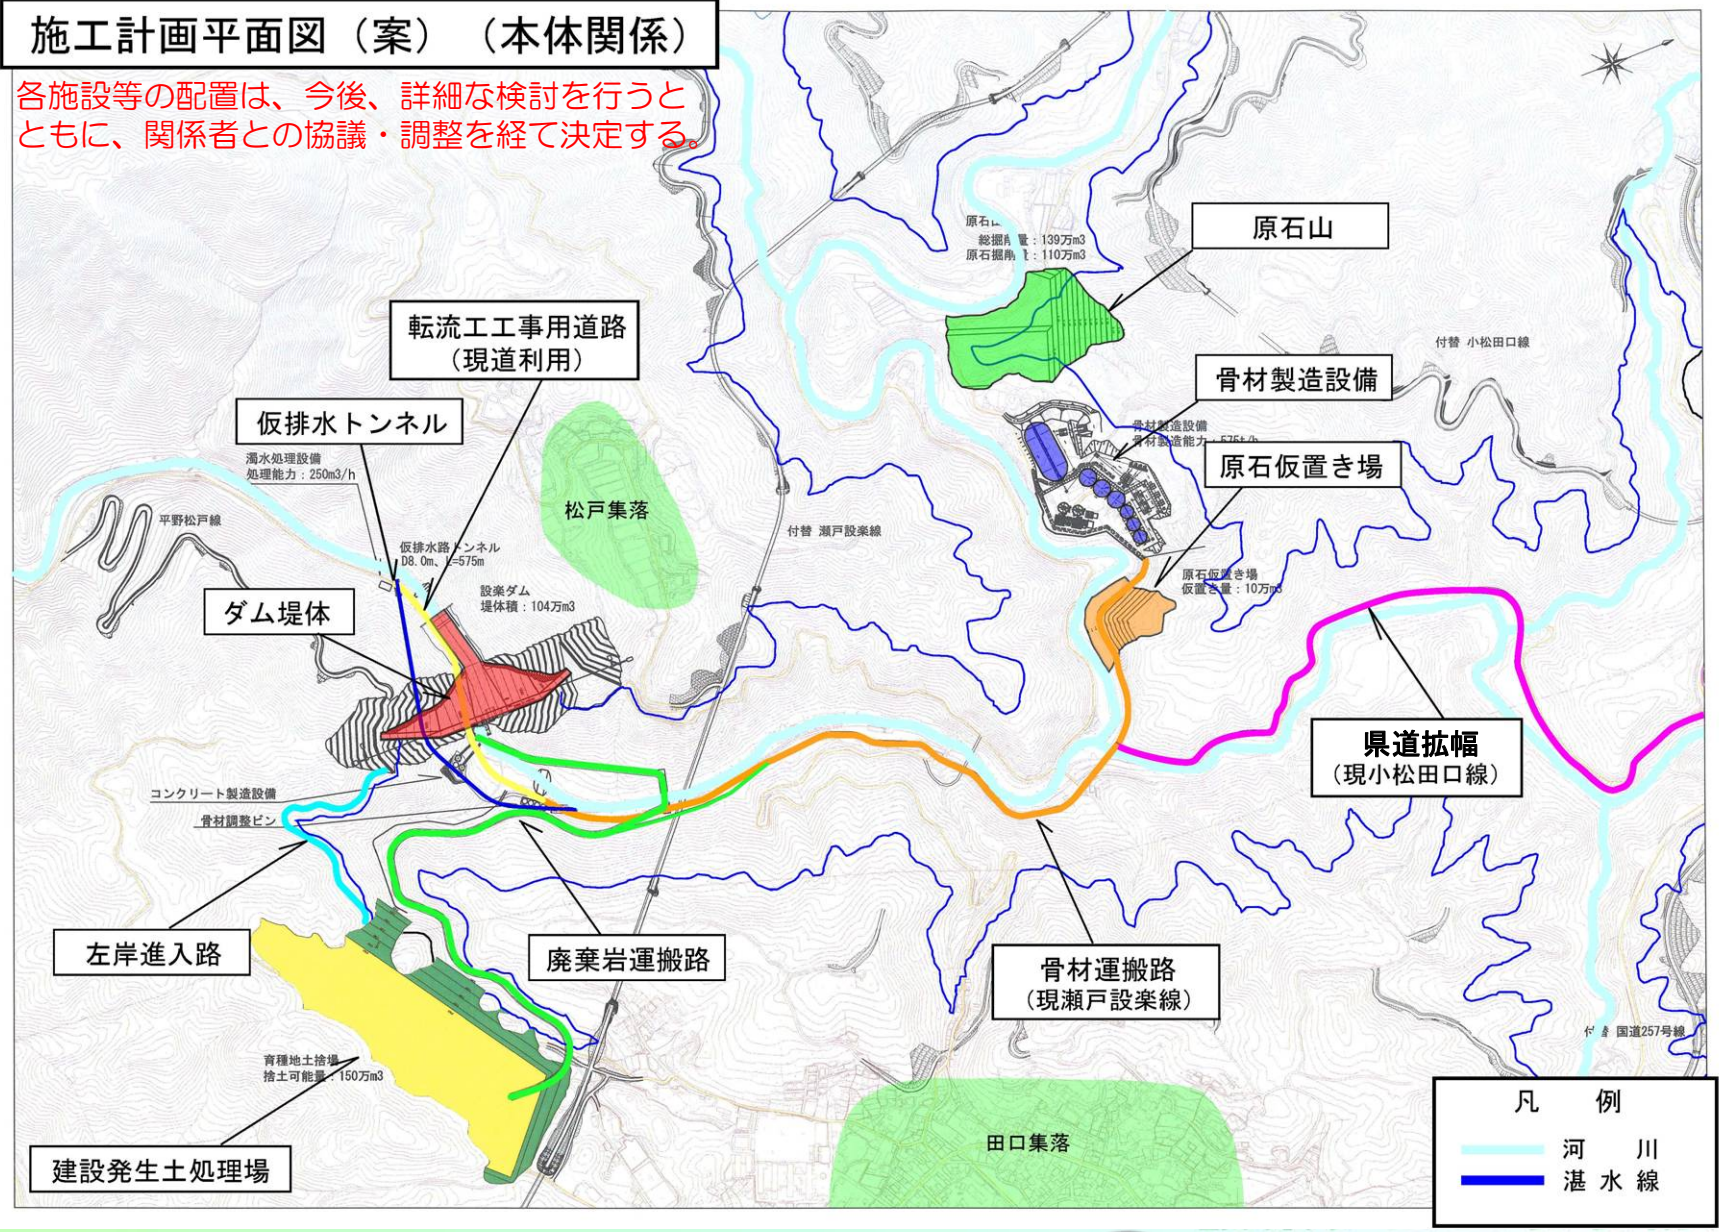 施工計画平面図（案）（本体関係）
各施設等の配置は、今後、詳細な検討を行うと
ともに、関係者との協議・調整を経て決定する。
原石山
総掘削量：139万m3
原石掘削量：110万m3
原石山
転流工工事用道路
（現道利用）
付替 小松田口線
骨材製造設備
仮排水トンネル
骨材製造設備
骨材製造能力：575t/h
濁水処理設備
処理能力：250m3/h
原石仮置き場
松戸集落
平野松戸線
付替 瀬戸設楽線
仮排水路トンネル
D8.0m、L=575m
原石仮置き場
仮置き量：10万m3
設楽ダム
堤体積：104万m3
ダム堤体
県道拡幅
（現小松田口線）
コンクリート製造設備
骨材調整ビン
左岸進入路
廃棄岩運搬路
骨材運搬路
（現瀬戸設楽線）
付替 国道257号線
育種地土捨場
捨土可能量：150万m3
建設発生土処理場
田口集落
凡　例
河　川
湛水線